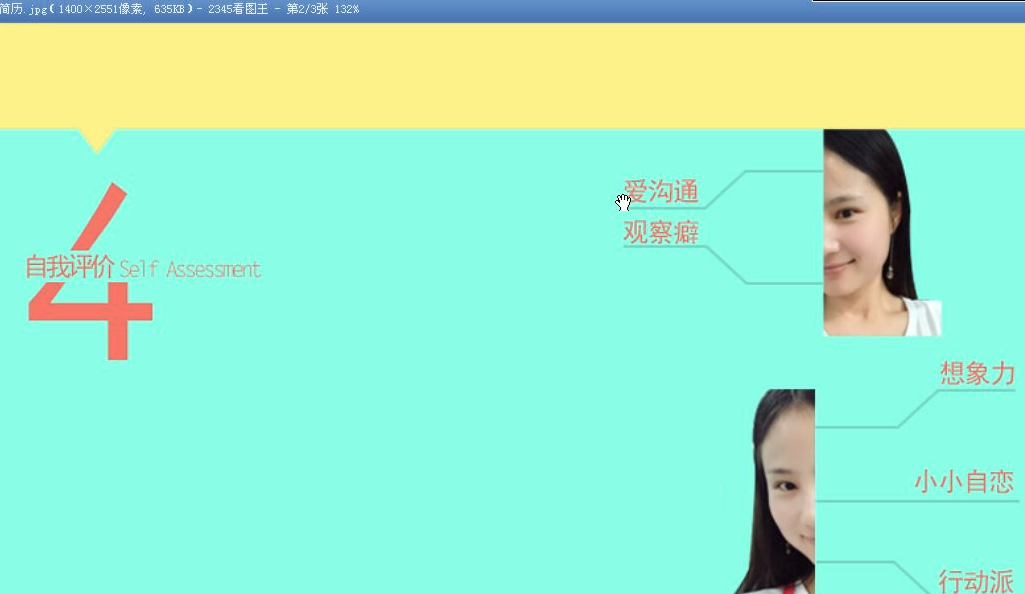 简历.jpg(1400×2551像素, 635KB)- 2345看图王 - 第2/3张 132%
爱沟通
观察癖
4
自我评价 Self Assessment
想象力
小小自恋
行动派